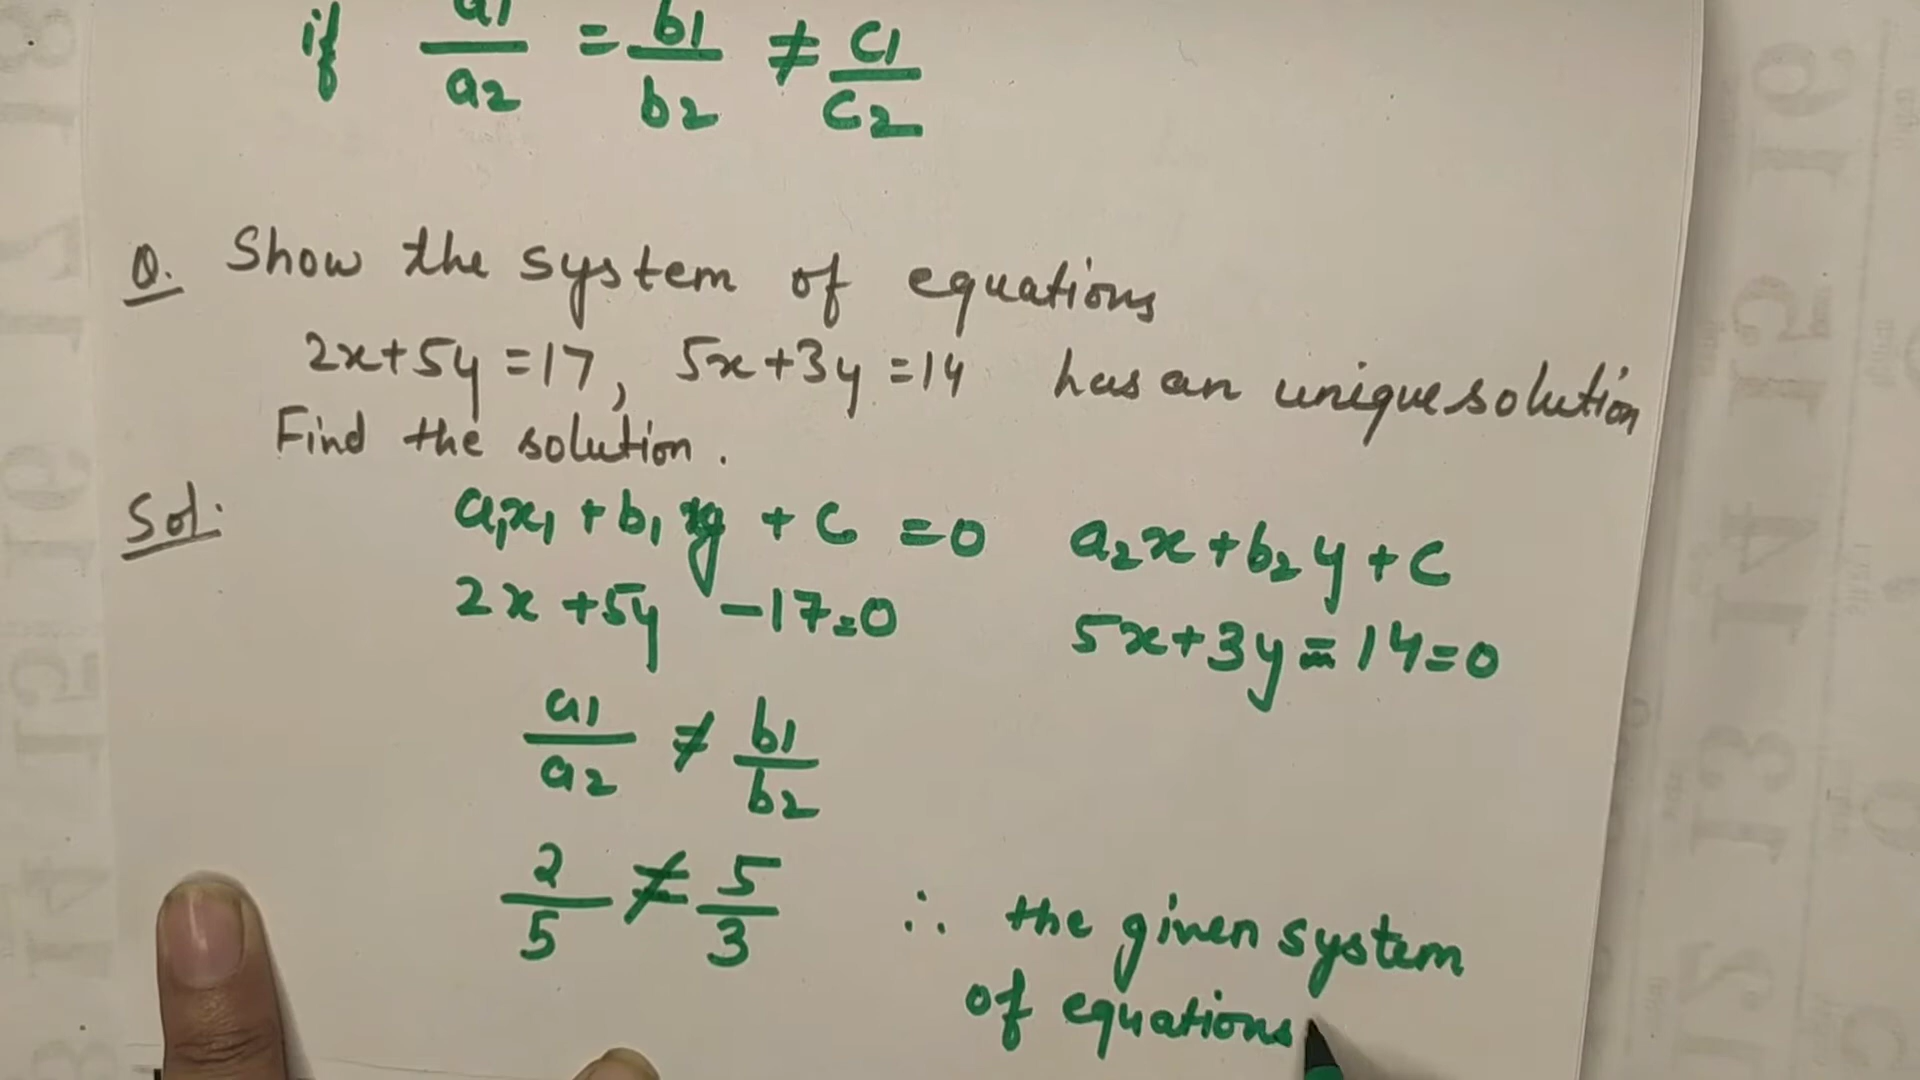 if a1/a2 = b1/b2 ≠ c1/c2
Q. Show the system of equations
2x+5y=17, 5x+3y=14 has an unique solution
Find the solution.
Sol:
a1x1 + b1y + c = 0 a2x+b2y+c
2x+5y -17=0 5x+3y-14=0
a1/a2 ≠ b1/b2
2/5 ≠ 5/3 ∴ the given system
of equations